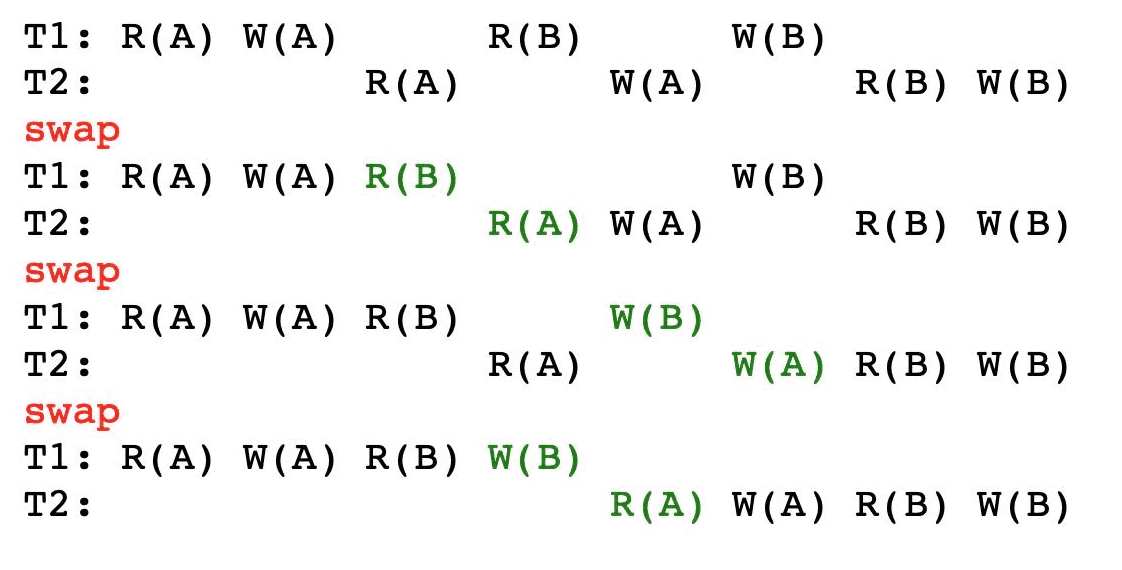 T1: R(A) W(A)      R(B)      W(B)
T2:           R(A)      W(A)      R(B) W(B)
swap
T1: R(A) W(A) R(B)           W(B)
T2:                R(A) W(A)      R(B) W(B)
swap
T1: R(A) W(A) R(B)      W(B)
T2:                R(A)      W(A) R(B) W(B)
swap
T1: R(A) W(A) R(B) W(B)
T2:                     R(A) W(A) R(B) W(B)